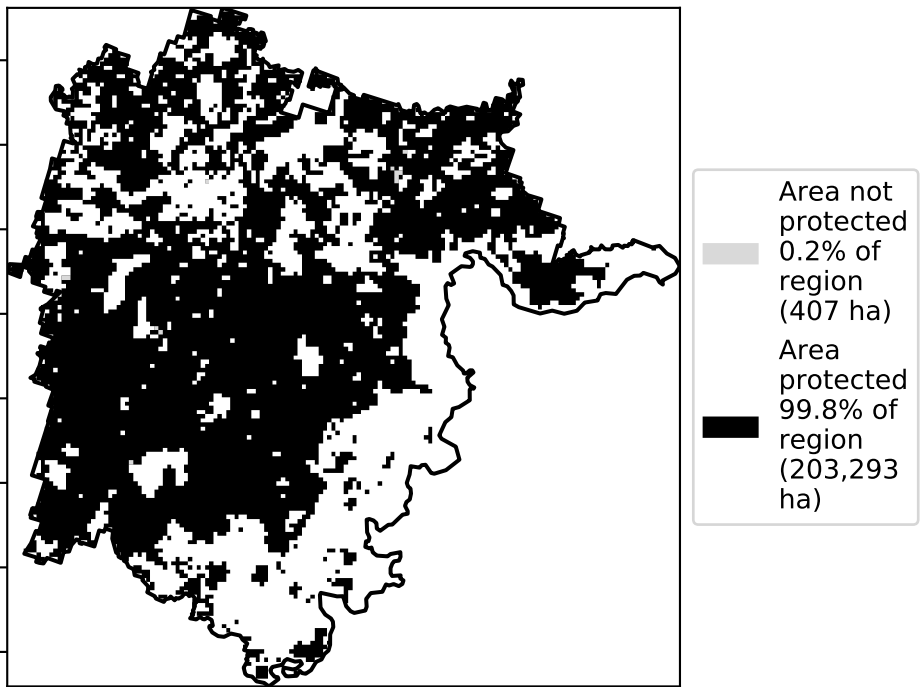 Area not
protected
0.2% of
region
(407 ha)
Area
protected
99.8% of
region
(203,293
ha)